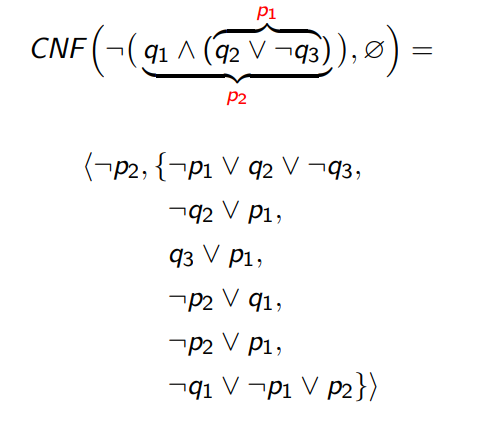 p₁
CNF(¬(q₁ ∧ (q₂ ∨ ¬q₃)), ∅) =
p₂
⟨¬p₂, {¬p₁ ∨ q₂ ∨ ¬q₃,
¬q₂ ∨ p₁,
q₃ ∨ p₁,
¬p₂ ∨ q₁,
¬p₂ ∨ p₁,
¬q₁ ∨ ¬p₁ ∨ p₂}⟩